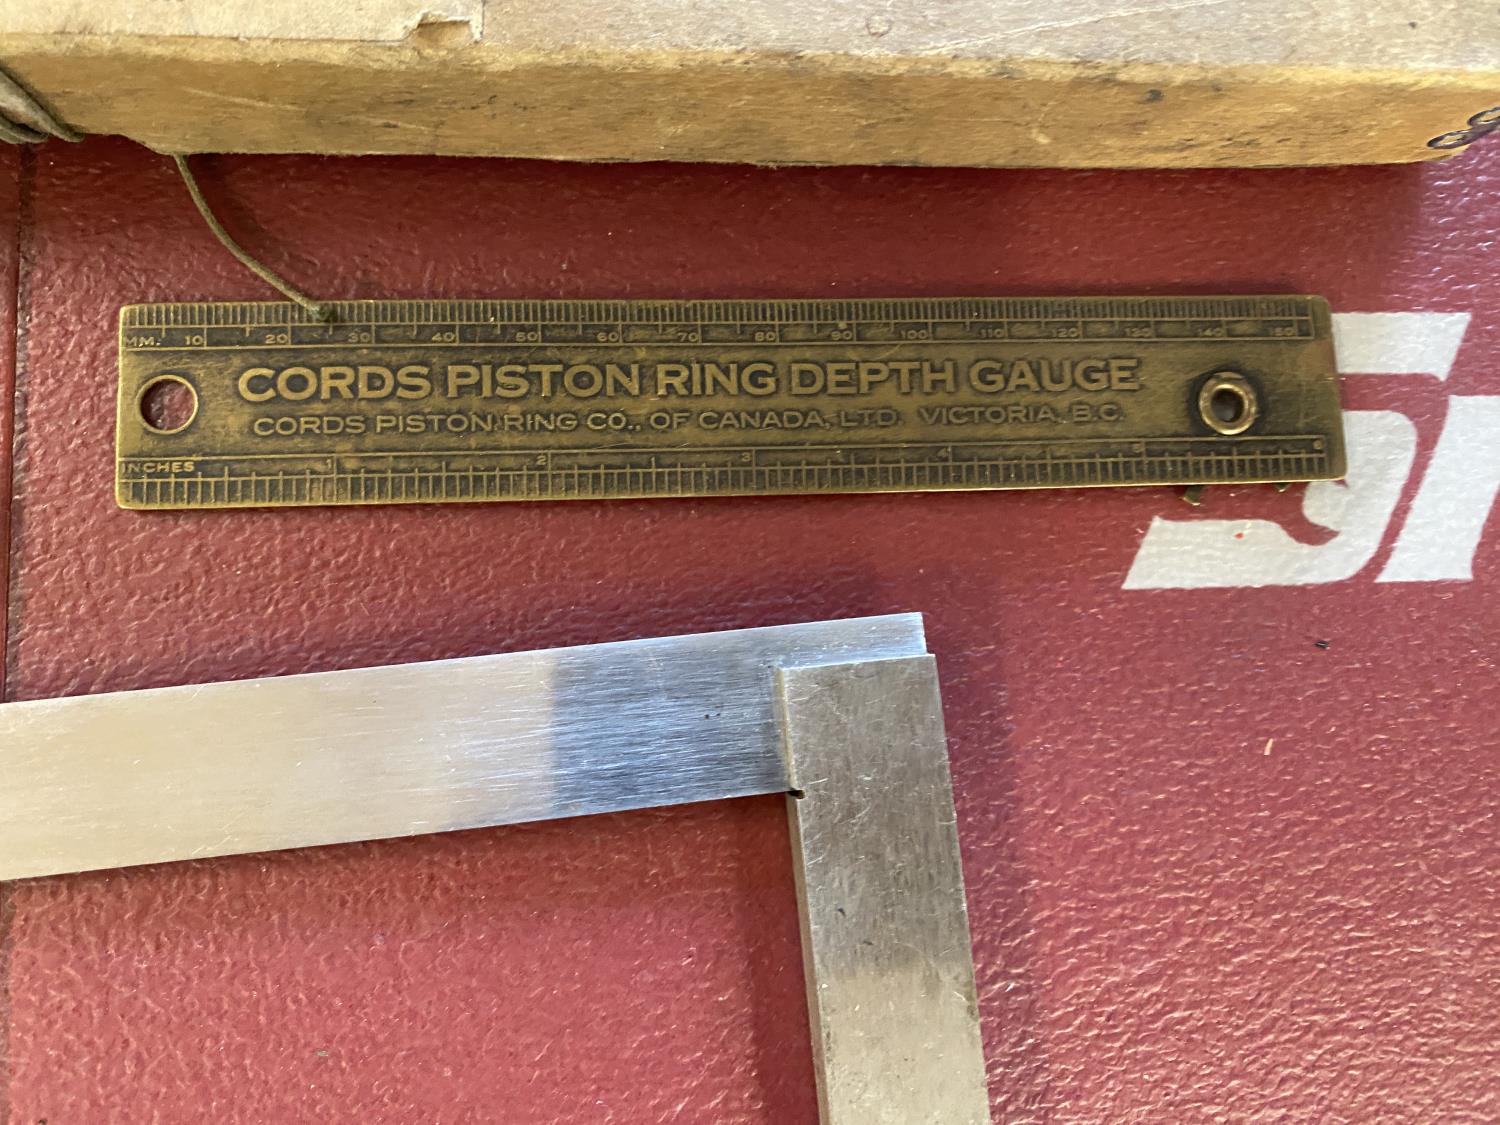 MM. 10 20 30 40 50 60 70 80 90 100 110 120 130 140 150
CORDS PISTON RING DEPTH GAUGE
CORDS PISTON RING CO., OF CANADA, LTD. VICTORIA, B.C.
INCHES 1 2 3 4 5 6